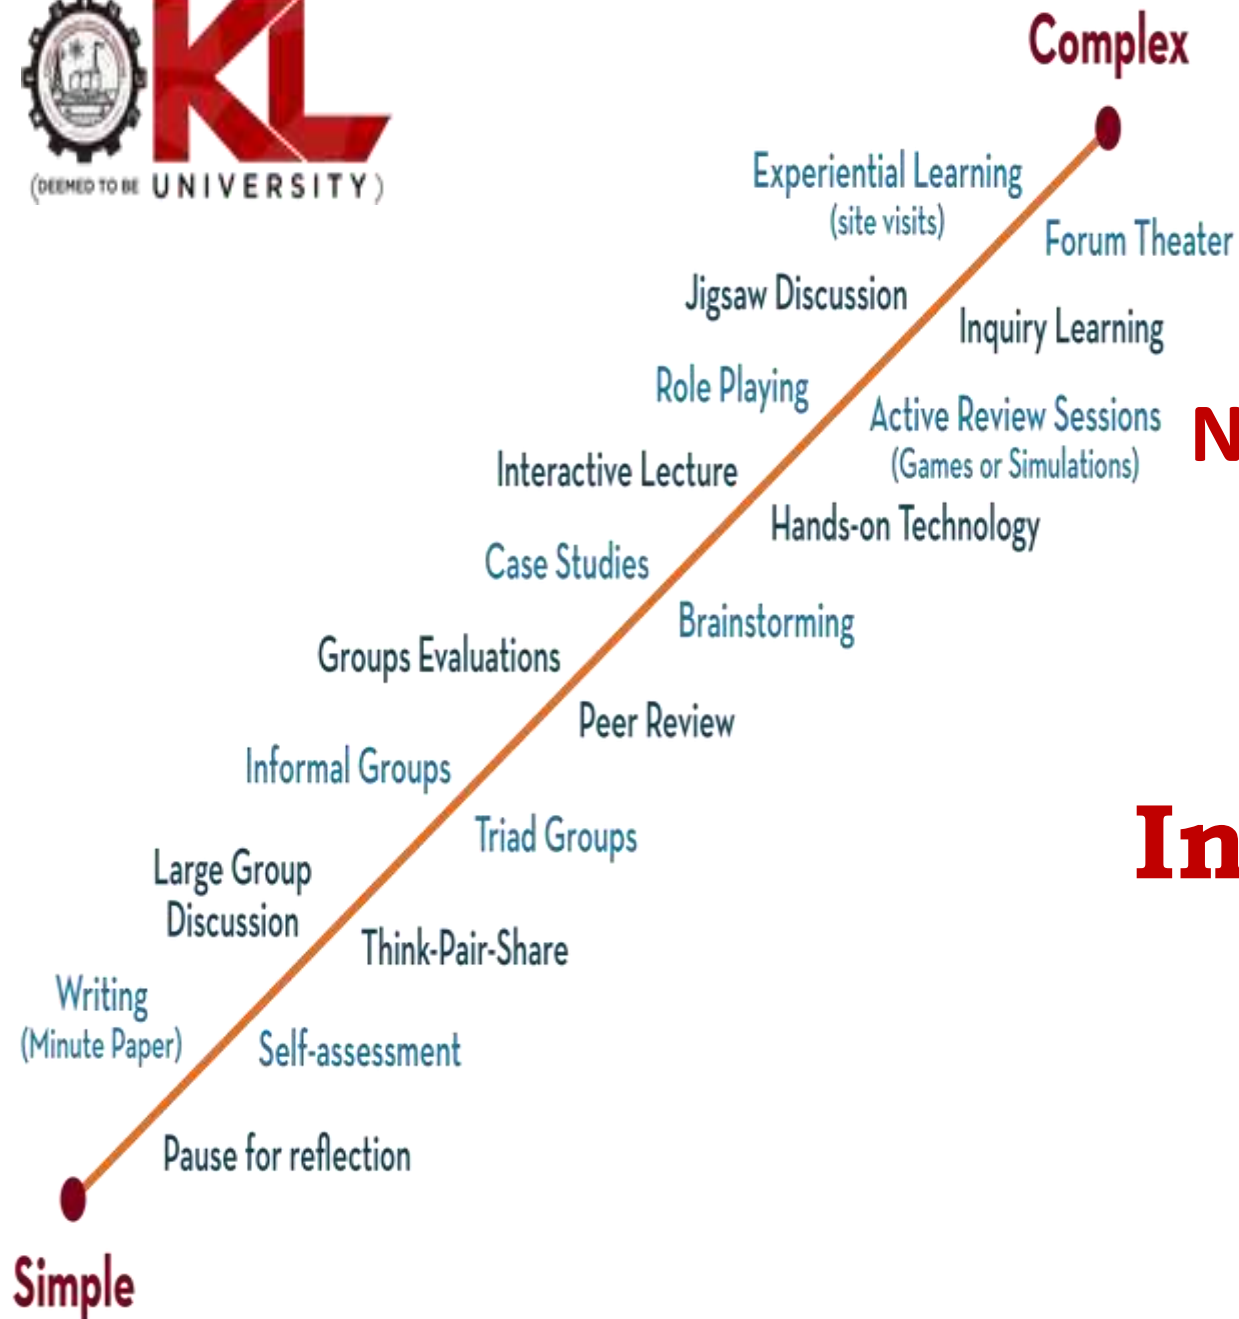 KL
(DEEMED TO BE UNIVERSITY)
Complex
Experiential Learning
(site visits)
Forum Theater
Jigsaw Discussion
Inquiry Learning
Role Playing
Active Review Sessions
(Games or Simulations)
N
Interactive Lecture
Hands-on Technology
Case Studies
Brainstorming
Groups Evaluations
Peer Review
Informal Groups
Triad Groups
In
Large Group
Discussion
Think-Pair-Share
Writing
(Minute Paper)
Self-assessment
Pause for reflection
Simple